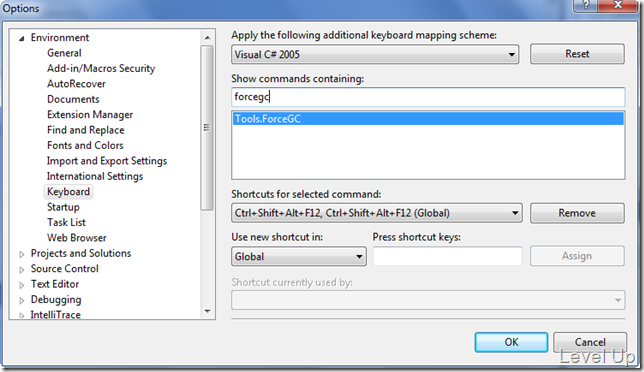 Options
Environment
General
Add-in/Macros Security
AutoRecover
Documents
Extension Manager
Find and Replace
Fonts and Colors
Import and Export Settings
International Settings
Keyboard
Startup
Task List
Web Browser
Projects and Solutions
Source Control
Text Editor
Debugging
IntelliTrace
Apply the following additional keyboard mapping scheme:
Visual C# 2005
Reset
Show commands containing:
forcegc
Tools.ForceGC
Shortcuts for selected command:
Ctrl+Shift+Alt+F12, Ctrl+Shift+Alt+F12 (Global)
Remove
Use new shortcut in:
Press shortcut keys:
Global
Assign
Shortcut currently used by:
OK
Cancel
Level Up